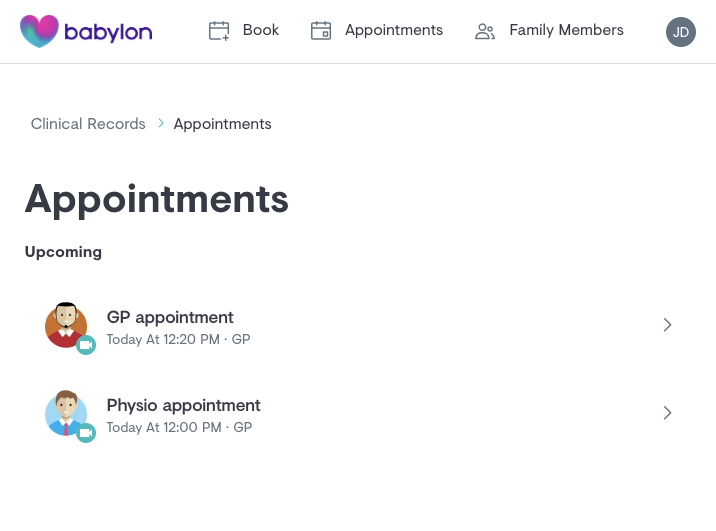 babylon
Book
Appointments
Family Members
JD
Clinical Records > Appointments
Appointments
Upcoming
GP appointment
Today At 12:20 PM · GP
Physio appointment
Today At 12:00 PM · GP